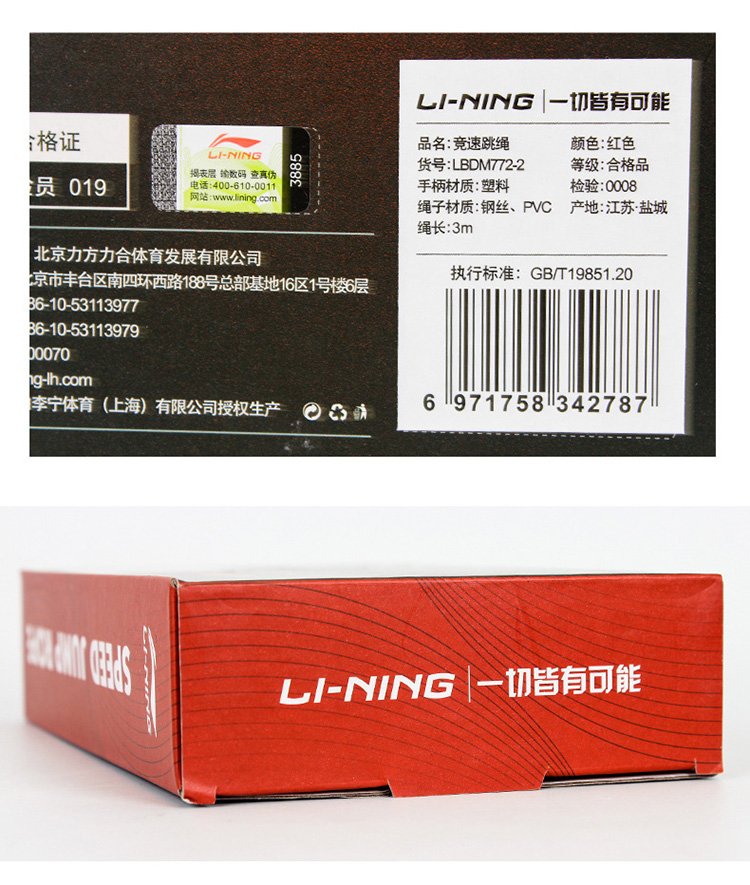 合格证
会员 019
LI-NING
揭表层 输数码 查真伪
电话:400-610-0011
网站:www.lining.com
3885
北京力方力合体育发展有限公司
北京市丰台区南四环西路188号总部基地16区1号楼6层
86-10-53113977
86-10-53113979
00070
ng-lh.com
李宁体育（上海）有限公司授权生产
LI-NING 一切皆有可能
品名: 竞速跳绳 颜色: 红色
货号: LBDM772-2 等级: 合格品
手柄材质: 塑料 检验: 0008
绳子材质: 钢丝、PVC 产地: 江苏·盐城
绳长: 3m
执行标准: GB/T19851.20
6 971758 342787
SPEED JUMP ROPE
LI-NING
LI-NING 一切皆有可能